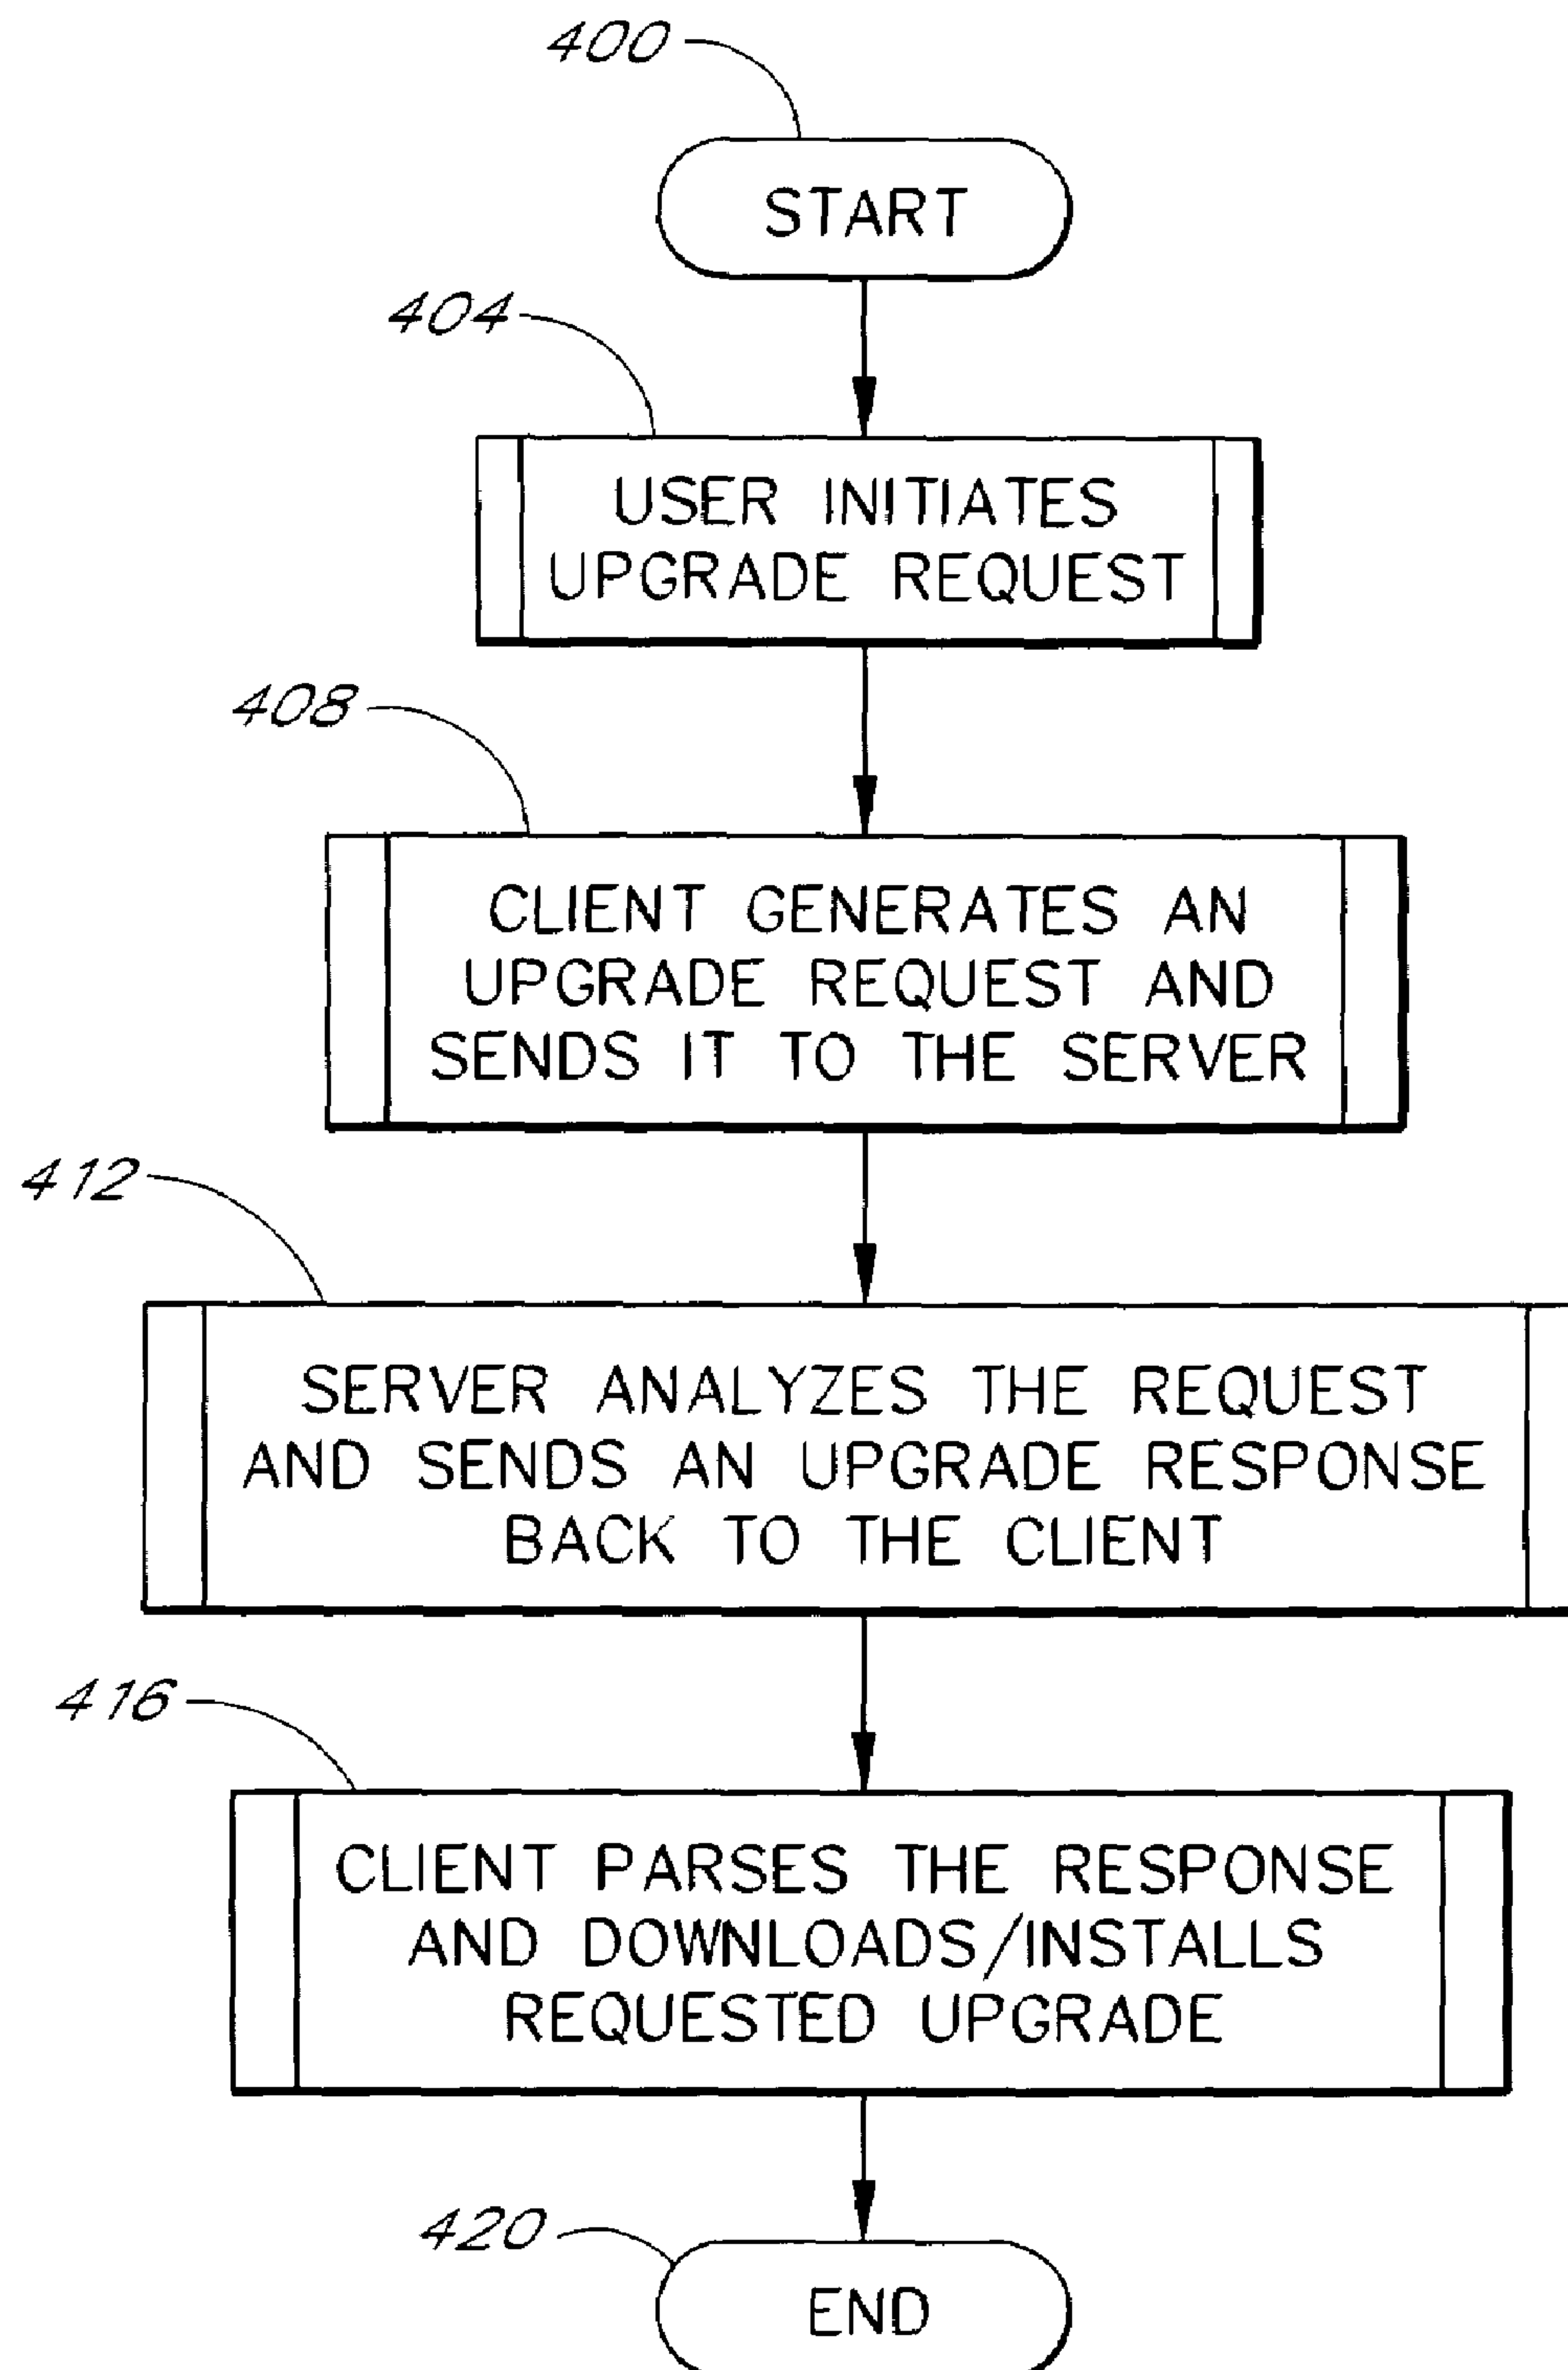 400
START
404
USER INITIATES
UPGRADE REQUEST
408
CLIENT GENERATES AN
UPGRADE REQUEST AND
SENDS IT TO THE SERVER
412
SERVER ANALYZES THE REQUEST
AND SENDS AN UPGRADE RESPONSE
BACK TO THE CLIENT
416
CLIENT PARSES THE RESPONSE
AND DOWNLOADS/INSTALLS
REQUESTED UPGRADE
420
END